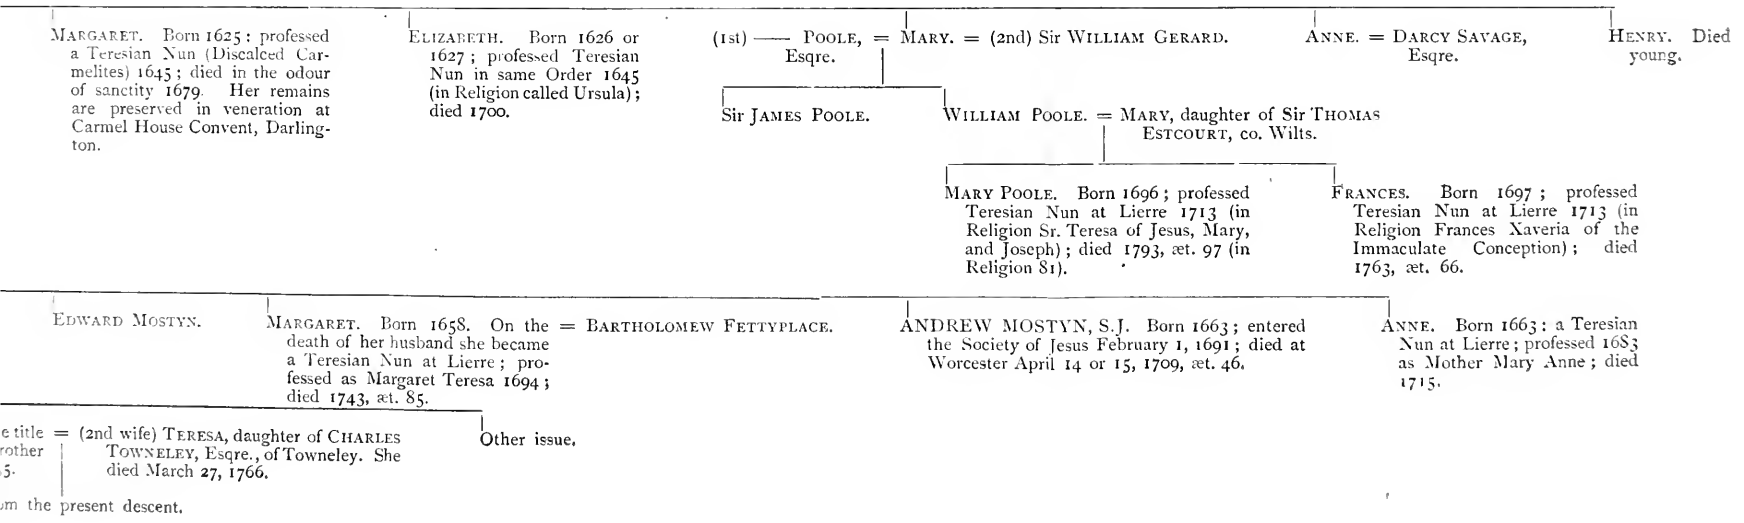 MARGARET. Born 1625: professed
a Teresian Nun (Discalced Car-
melites) 1645; died in the odour
of sanctity 1679. Her remains
are preserved in veneration at
Carmel House Convent, Darling-
ton.
ELIZABETH. Born 1626 or
1627; professed Teresian
Nun in same Order 1645
(in Religion called Ursula);
died 1700.
(1st) —— POOLE, = MARY. = (2nd) Sir WILLIAM GERARD.
Esqre.
ANNE. = DARCY SAVAGE,
Esqre.
HENRY. Died
young.
Sir JAMES POOLE.
WILLIAM POOLE. = MARY, daughter of Sir THOMAS
ESTCOURT, co. Wilts.
MARY POOLE. Born 1696; professed
Teresian Nun at Lierre 1713 (in
Religion Sr. Teresa of Jesus, Mary,
and Joseph); died 1793, æt. 97 (in
Religion 81).
FRANCES. Born 1697; professed
Teresian Nun at Lierre 1713 (in
Religion Frances Xaveria of the
Immaculate Conception); died
1763, æt. 66.
EDWARD MOSTYN.
MARGARET. Born 1658. On the = BARTHOLOMEW FETTYPLACE.
death of her husband she became
a Teresian Nun at Lierre; pro-
fessed as Margaret Teresa 1694;
died 1743, æt. 85.
ANDREW MOSTYN, S.J. Born 1663; entered
the Society of Jesus February 1, 1691; died at
Worcester April 14 or 15, 1709, æt. 46.
ANNE. Born 1663: a Teresian
Nun at Lierre; professed 1683
as Mother Mary Anne; died
1715.
e title = (2nd wife) TERESA, daughter of CHARLES
rother TOWNELEY, Esqre., of Towneley. She
5. died March 27, 1766.
Other issue.
om the present descent.